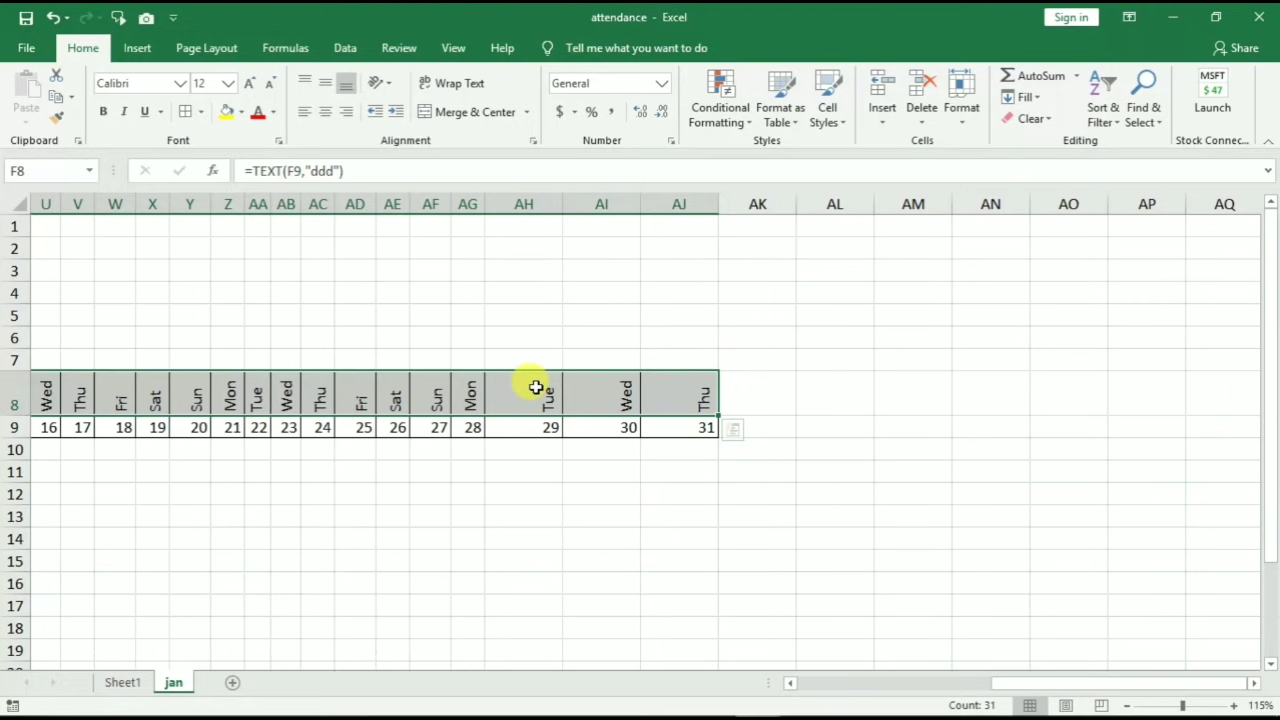 attendance - Excel
Sign in
File Home Insert Page Layout Formulas Data Review View Help Tell me what you want to do Share
Paste
Clipboard
Calibri 12
B I U
Font
Wrap Text
Merge & Center
Alignment
General
$ % ,
Number
Conditional Formatting
Format as Table
Cell Styles
Styles
Insert
Delete
Format
Cells
AutoSum
Fill
Clear
Sort & Filter
Find & Select
Editing
MSFT
$ 47
Launch
Stock Connec...
F8 fx =TEXT(F9,"ddd")
U V W X Y Z AA AB AC AD AE AF AG AH AI AJ AK AL AM AN AO AP AQ
1
2
3
4
5
6
7
8 Wed Thu Fri Sat Sun Mon Tue Wed Thu Fri Sat Sun Mon Tue Wed Thu
9 16 17 18 19 20 21 22 23 24 25 26 27 28 29 30 31
10
11
12
13
14
15
16
17
18
19
Sheet1 jan
Count: 31 115%